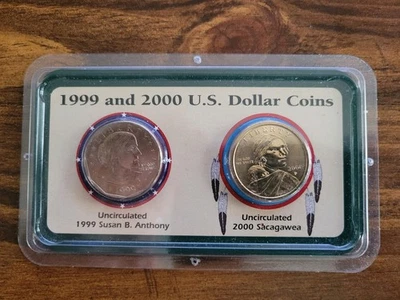 1999 and 2000 U.S. Dollar Coins
Uncirculated
1999 Susan B. Anthony
Uncirculated
2000 Sacagawea